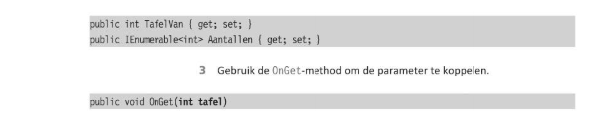 public int TafelVan { get; set; }
public IEnumerable<int> Aantallen { get; set; }
3 Gebruik de OnGet-method om de parameter te koppelen.
public void OnGet(int tafel)